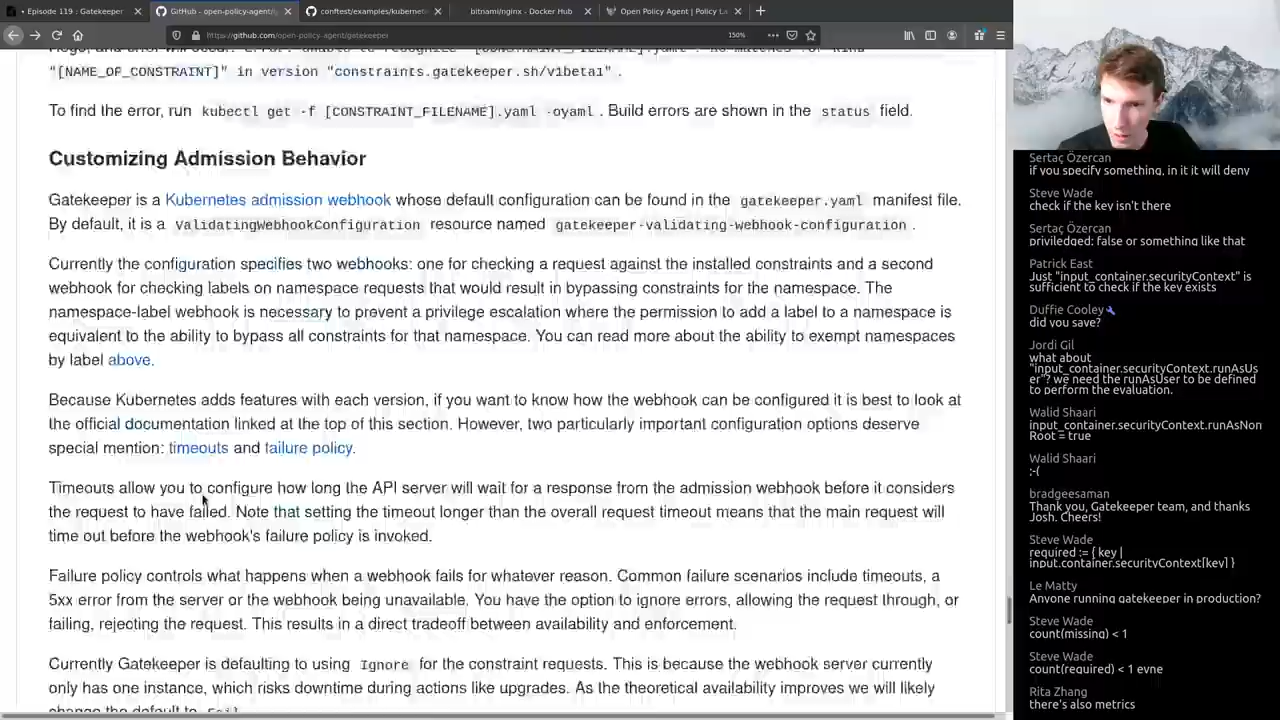 Episode 119 : Gatekeeper
GitHub - open-policy-agent/g
conftest/examples/kubernete
bitnami/nginx - Docker Hub
Open Policy Agent | Policy La
https://github.com/open-policy-agent/gatekeeper
150%
"[NAME_OF_CONSTRAINT]" in version "constraints.gatekeeper.sh/v1beta1" .
To find the error, run kubectl get -f [CONSTRAINT_FILENAME].yaml -oyaml . Build errors are shown in the status field.
Customizing Admission Behavior
Gatekeeper is a Kubernetes admission webhook whose default configuration can be found in the gatekeeper.yaml manifest file.
By default, it is a ValidatingWebhookConfiguration resource named gatekeeper-validating-webhook-configuration .
Currently the configuration specifies two webhooks: one for checking a request against the installed constraints and a second
webhook for checking labels on namespace requests that would result in bypassing constraints for the namespace. The
namespace-label webhook is necessary to prevent a privilege escalation where the permission to add a label to a namespace is
equivalent to the ability to bypass all constraints for that namespace. You can read more about the ability to exempt namespaces
by label above.
Because Kubernetes adds features with each version, if you want to know how the webhook can be configured it is best to look at
the official documentation linked at the top of this section. However, two particularly important configuration options deserve
special mention: timeouts and failure policy.
Timeouts allow you to configure how long the API server will wait for a response from the admission webhook before it considers
the request to have failed. Note that setting the timeout longer than the overall request timeout means that the main request will
time out before the webhook's failure policy is invoked.
Failure policy controls what happens when a webhook fails for whatever reason. Common failure scenarios include timeouts, a
5xx error from the server or the webhook being unavailable. You have the option to ignore errors, allowing the request through, or
failing, rejecting the request. This results in a direct tradeoff between availability and enforcement.
Currently Gatekeeper is defaulting to using Ignore for the constraint requests. This is because the webhook server currently
only has one instance, which risks downtime during actions like upgrades. As the theoretical availability improves we will likely
change the default to Fail.
Sertaç Özercan
if you specify something, in it it will deny
Steve Wade
check if the key isn't there
Sertaç Özercan
priviledged: false or something like that
Patrick East
Just "input_container.securityContext" is
sufficient to check if the key exists
Duffie Cooley
did you save?
Jordi Gil
what about
"input_container.securityContext.runAsUs
er"? we need the runAsUser to be defined
to perform the evaluation.
Walid Shaari
input_container.securityContext.runAsNon
Root = true
Walid Shaari
;-(
bradgeesaman
Thank you, Gatekeeper team, and thanks
Josh. Cheers!
Steve Wade
required := { key |
input.container.securityContext[key] }
Le Matty
Anyone running gatekeeper in production?
Steve Wade
count(missing) < 1
Steve Wade
count(required) < 1 evne
Rita Zhang
there's also metrics